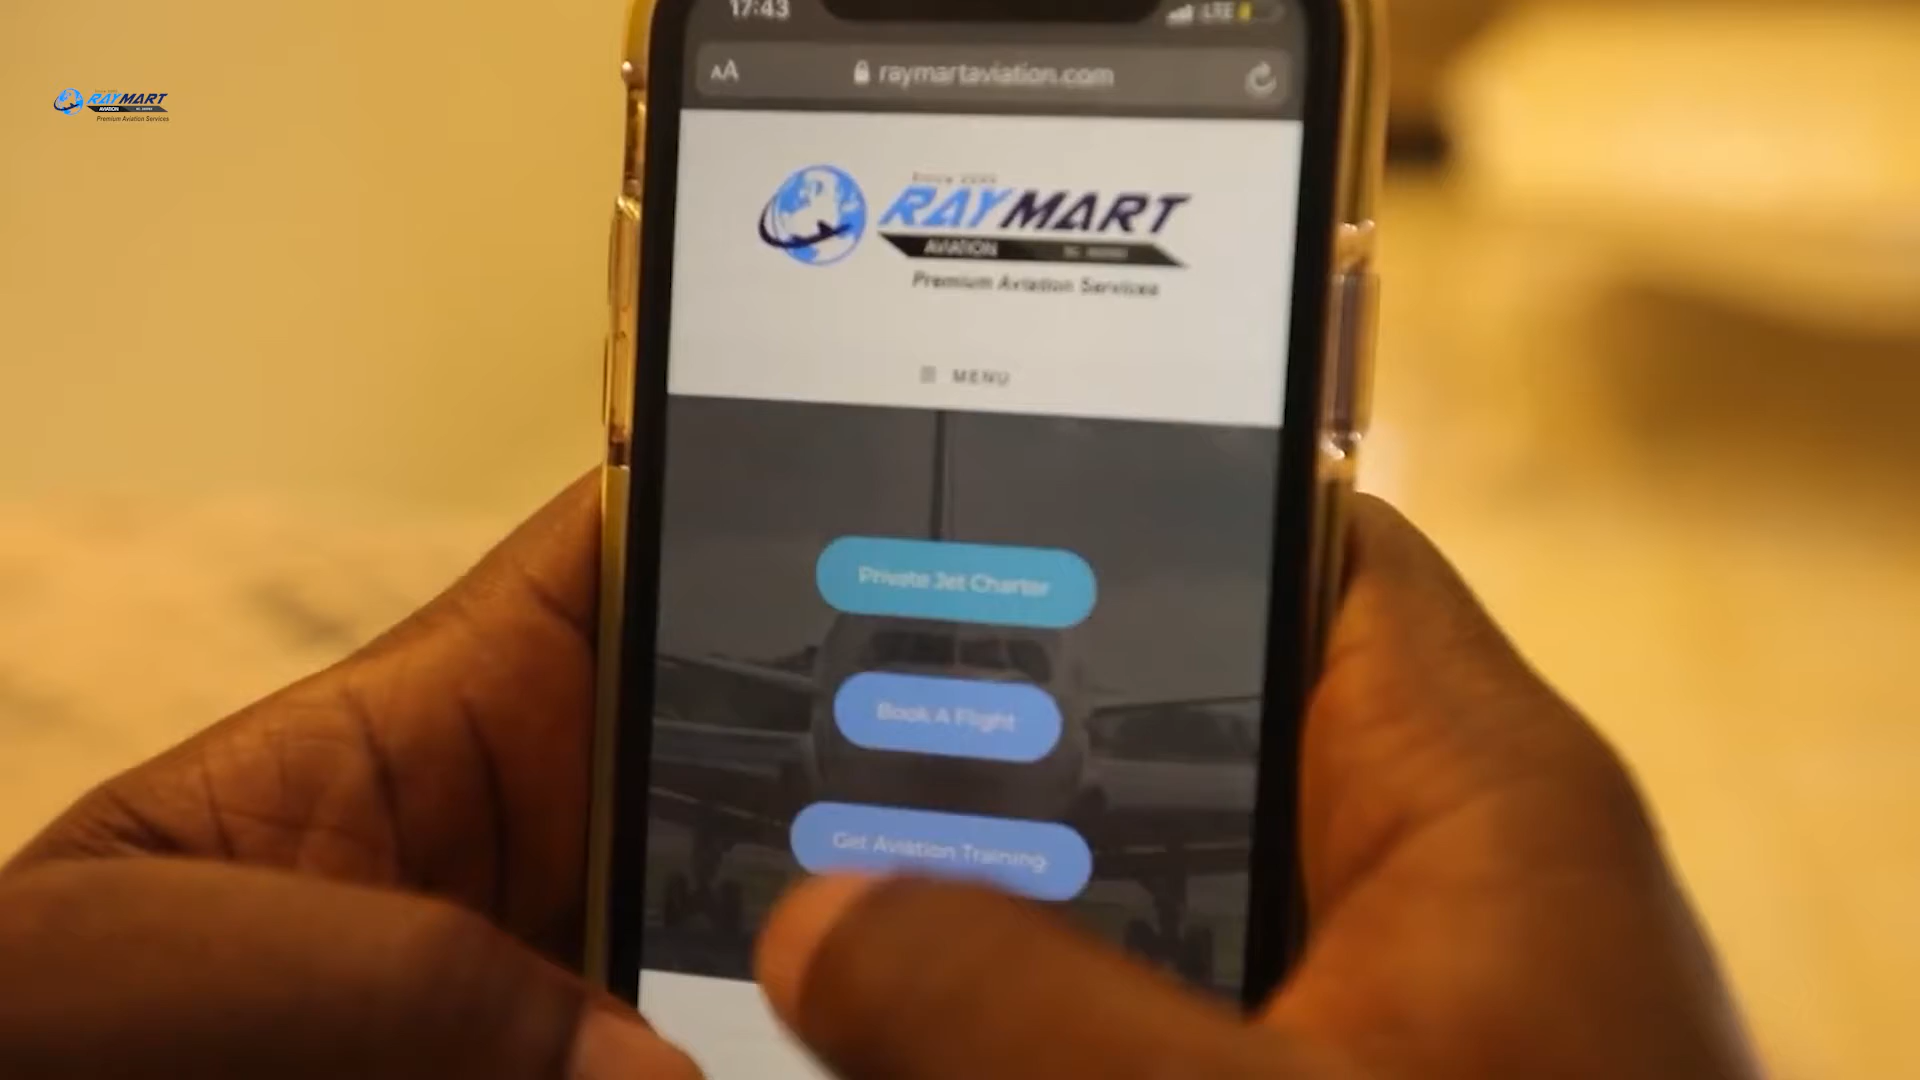 17:43
LTE
AA
raymartaviation.com
RAYMART
AVIATION
Premium Aviation Services
RAYMART
AVIATION
Premium Aviation Services
MENU
Private Jet Charter
Book A Flight
Get Aviation Training